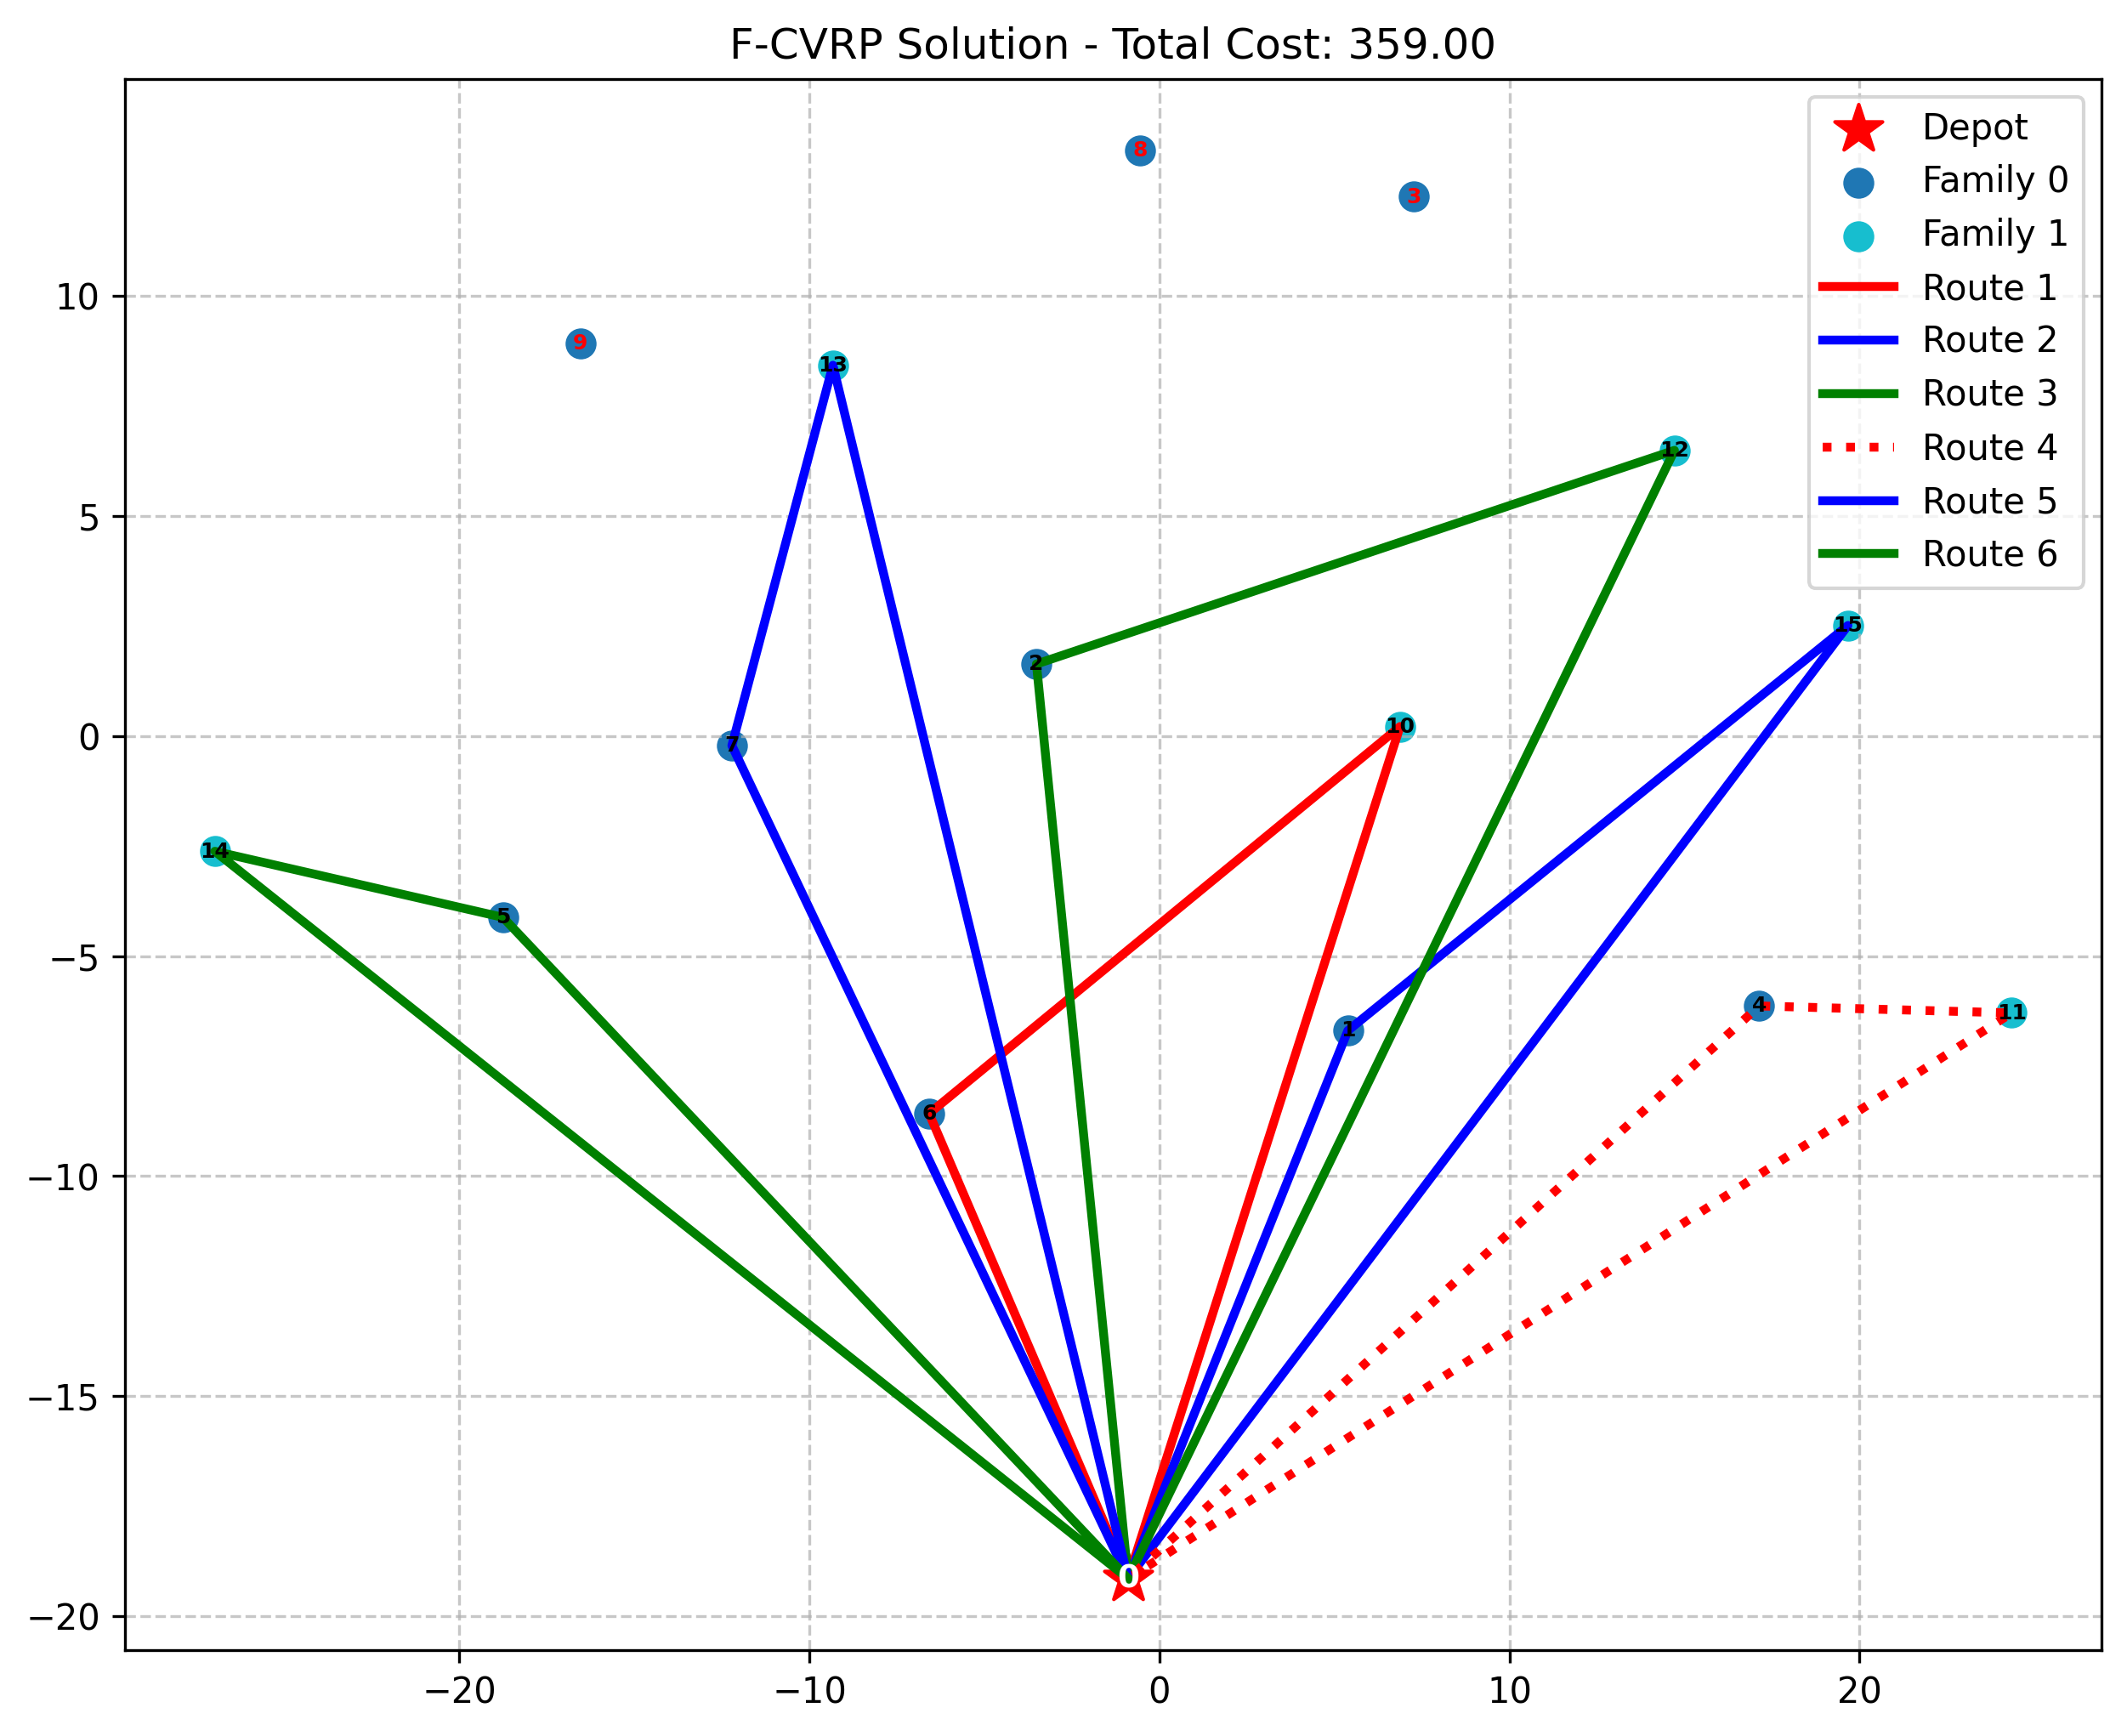 F-CVRP Solution - Total Cost: 359.00
Depot
Family 0
Family 1
Route 1
Route 2
Route 3
Route 4
Route 5
Route 6
8
3
9
13
12
15
2
10
7
14
5
4
11
1
6
0
10
5
0
−5
−10
−15
−20
−20
−10
0
10
20